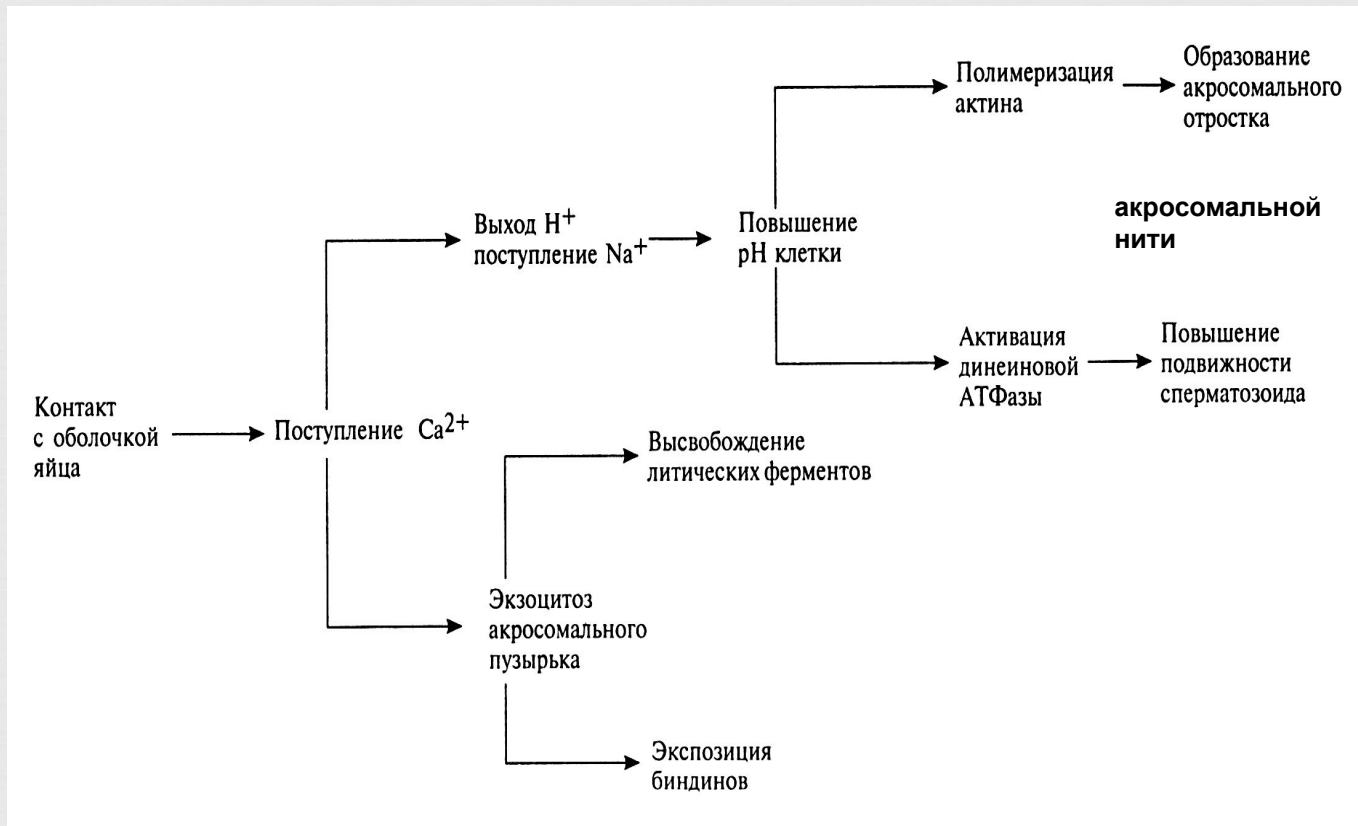 Полимеризация
актина
Образование
акросомального
отростка
акросомальной
нити
Выход H+
поступление Na+
Повышение
pH клетки
Активация
динеиновой
АТФазы
Повышение
подвижности
сперматозоида
Контакт
с оболочкой
яйца
Поступление Ca2+
Высвобождение
литических ферментов
Экзоцитоз
акросомального
пузырька
Экспозиция
биндинов